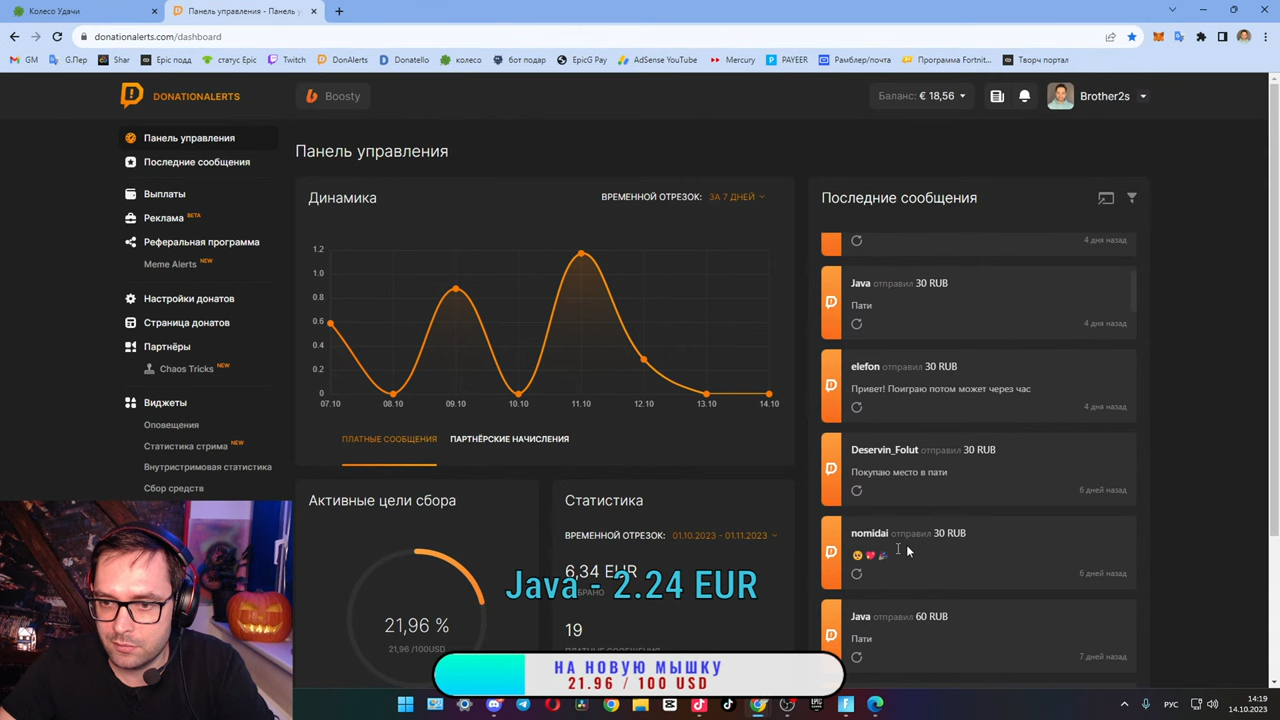 Колесо Удачи
Панель управления - Панель у
donationalerts.com/dashboard
GM
G.Пер
Shar
Epic подд
статус Epic
Twitch
DonAlerts
Donatello
колесо
бот подар
EpicG Pay
AdSense YouTube
Mercury
PAYEER
Рамблер/почта
Программа Fortnit...
Творч портал
DONATIONALERTS
Boosty
Баланс: € 18,56
Brother2s
Панель управления
Последние сообщения
Выплаты
Реклама BETA
Реферальная программа
Meme Alerts NEW
Настройки донатов
Страница донатов
Партнёры
Chaos Tricks NEW
Виджеты
Оповещения
Статистика стрима NEW
Внутристримовая статистика
Сбор средств
Панель управления
Динамика
ВРЕМЕННОЙ ОТРЕЗОК: ЗА 7 ДНЕЙ
1.2
1.0
0.8
0.6
0.4
0.2
0
07.10 08.10 09.10 10.10 11.10 12.10 13.10 14.10
ПЛАТНЫЕ СООБЩЕНИЯ
ПАРТНЁРСКИЕ НАЧИСЛЕНИЯ
Активные цели сбора
21,96 %
21,96 /100USD
Статистика
ВРЕМЕННОЙ ОТРЕЗОК: 01.10.2023 - 01.11.2023
6,34 EUR
19
Java - 2.24 EUR
НА НОВУЮ МЫШКУ
21.96 / 100 USD
Последние сообщения
4 дня назад
Java отправил 30 RUB
Пати
4 дня назад
elefon отправил 30 RUB
Привет! Поиграю потом может через час
4 дня назад
Deservin_Folut отправил 30 RUB
Покупаю место в пати
6 дней назад
nomidai отправил 30 RUB
🥺💖🎉
6 дней назад
Java отправил 60 RUB
Пати
7 дней назад
РУС
14:19
14.10.2023